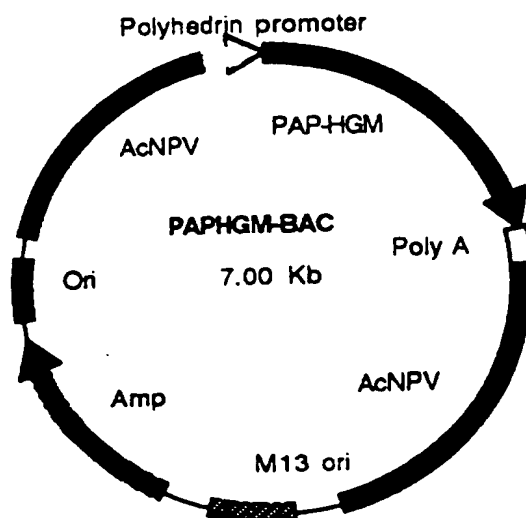 Polyhedrin promoter
AcNPV
PAP-HGM
PAPHGM-BAC
7.00 Kb
Poly A
Ori
Amp
AcNPV
M13 ori